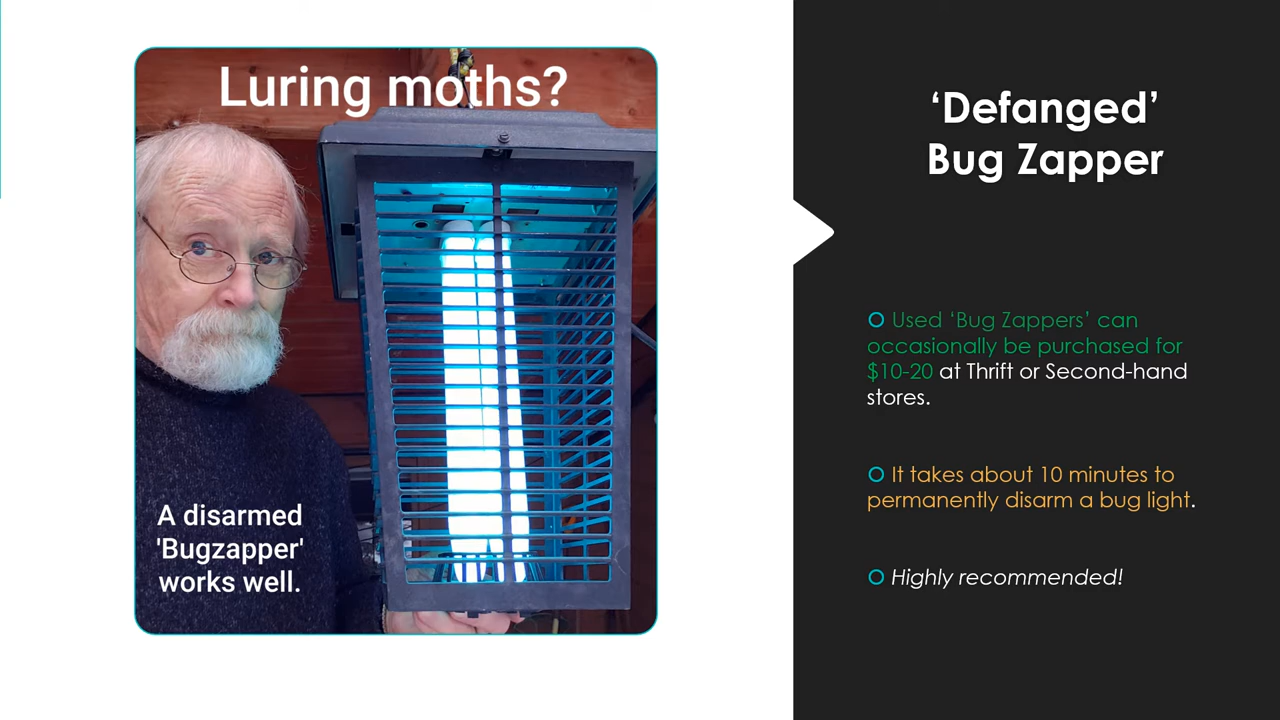 Luring moths?
A disarmed
'Bugzapper'
works well.
‘Defanged’
Bug Zapper
Used ‘Bug Zappers’ can
occasionally be purchased for
$10-20 at Thrift or Second-hand
stores.
It takes about 10 minutes to
permanently disarm a bug light.
Highly recommended!